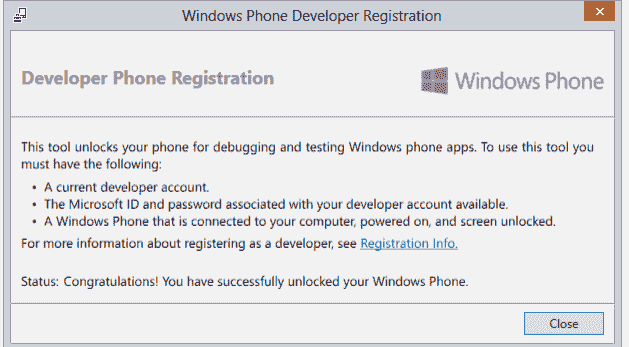 Windows Phone Developer Registration
Developer Phone Registration
Windows Phone
This tool unlocks your phone for debugging and testing Windows phone apps. To use this tool you
must have the following:
• A current developer account.
• The Microsoft ID and password associated with your developer account available.
• A Windows Phone that is connected to your computer, powered on, and screen unlocked.
For more information about registering as a developer, see Registration Info.
Status: Congratulations! You have successfully unlocked your Windows Phone.
Close